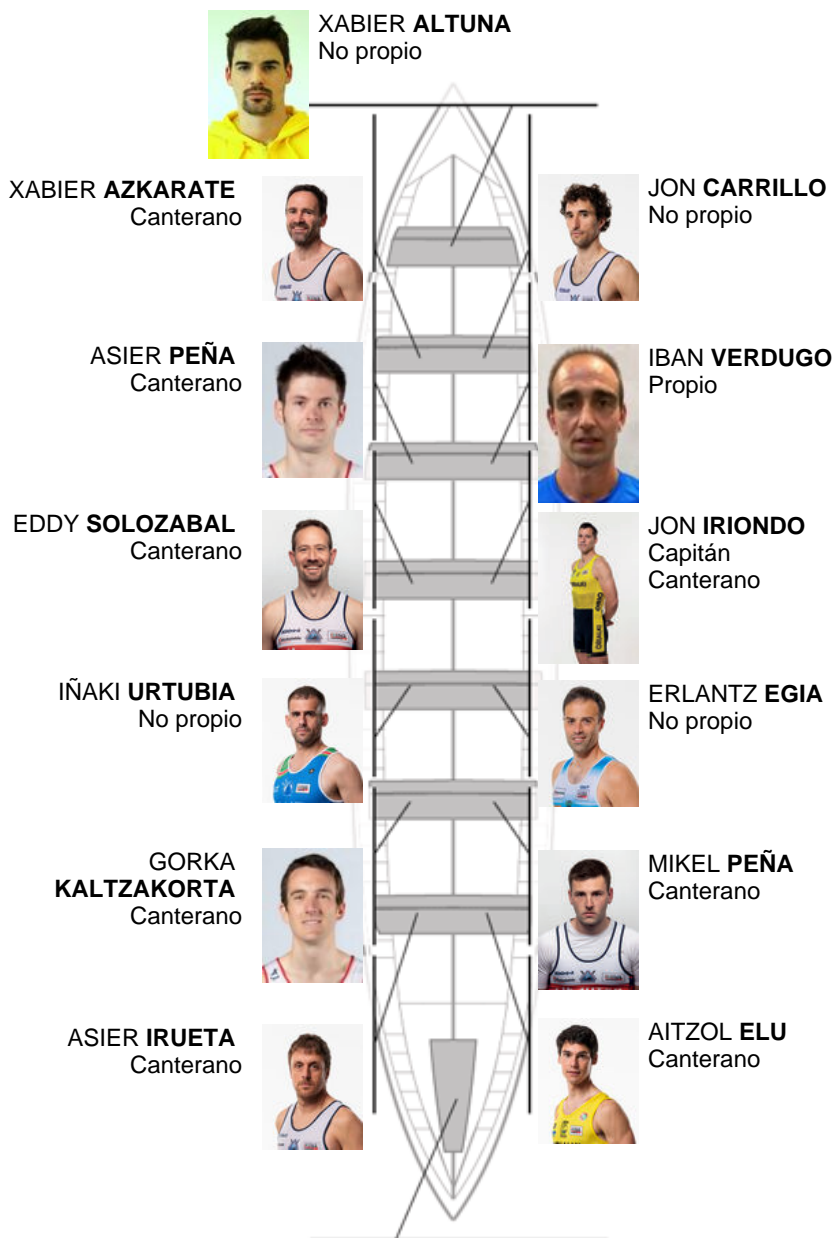 XABIER ALTUNA
No propio
XABIER AZKARATE
Canterano
JON CARRILLO
No propio
ASIER PEÑA
Canterano
IBAN VERDUGO
Propio
EDDY SOLOZABAL
Canterano
JON IRIONDO
Capitán
Canterano
IÑAKI URTUBIA
No propio
ERLANTZ EGIA
No propio
GORKA
KALTZAKORTA
Canterano
MIKEL PEÑA
Canterano
ASIER IRUETA
Canterano
AITZOL ELU
Canterano